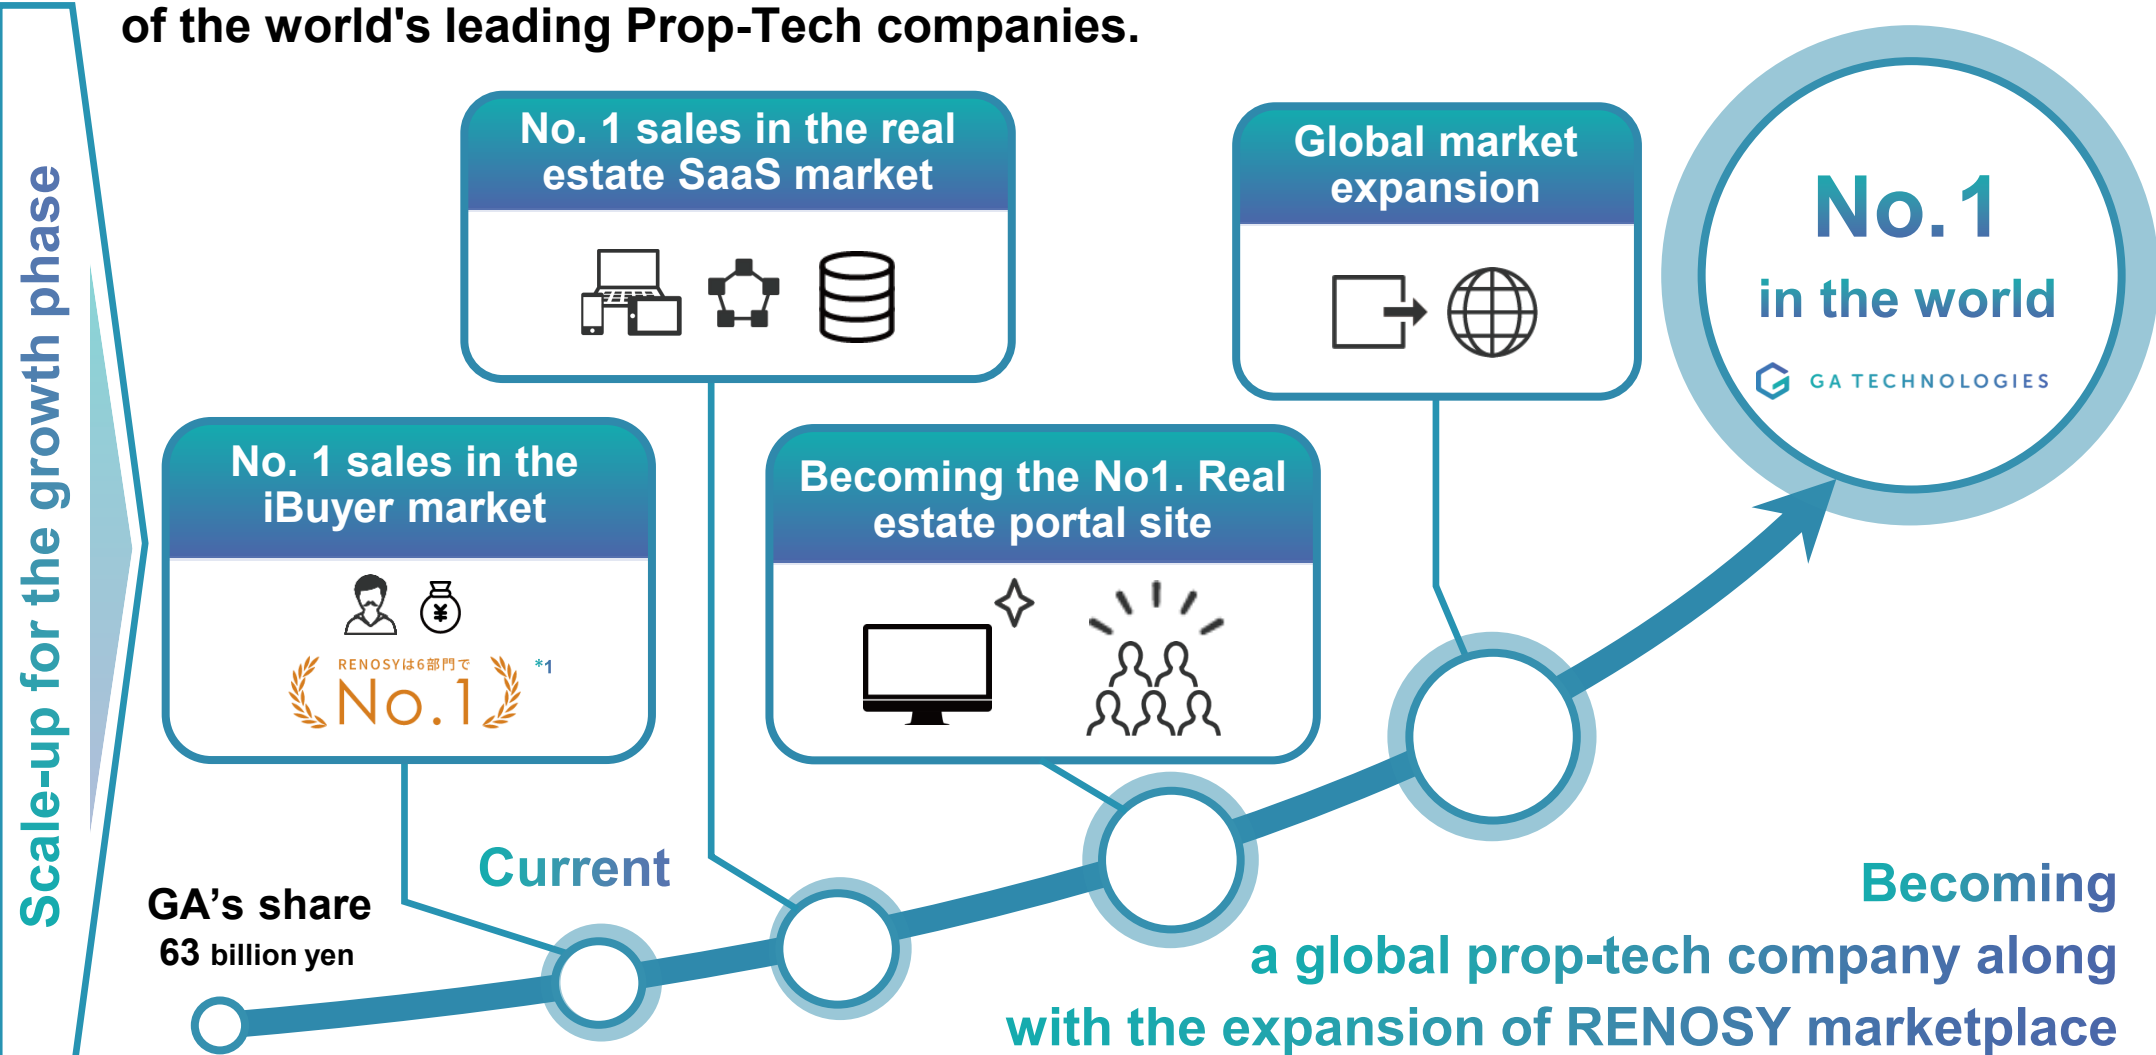 of the world's leading Prop-Tech companies.
Scale-up for the growth phase
No. 1 sales in the real
estate SaaS market
Global market
expansion
No.1
in the world
GA TECHNOLOGIES
No. 1 sales in the
iBuyer market
¥
RENOSYは6部門で
No.1
*1
Becoming the No1. Real
estate portal site
Current
GA’s share
63 billion yen
Becoming
a global prop-tech company along
with the expansion of RENOSY marketplace